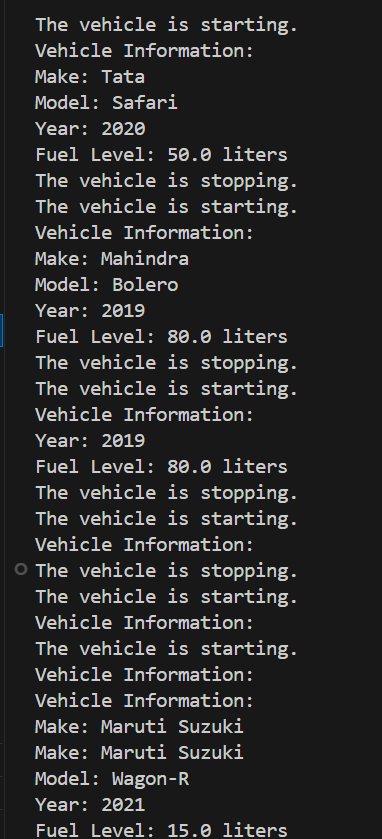 The vehicle is starting.
Vehicle Information:
Make: Tata
Model: Safari
Year: 2020
Fuel Level: 50.0 liters
The vehicle is stopping.
The vehicle is starting.
Vehicle Information:
Make: Mahindra
Model: Bolero
Year: 2019
Fuel Level: 80.0 liters
The vehicle is stopping.
The vehicle is starting.
Vehicle Information:
Year: 2019
Fuel Level: 80.0 liters
The vehicle is stopping.
The vehicle is starting.
Vehicle Information:
The vehicle is stopping.
The vehicle is starting.
Vehicle Information:
The vehicle is starting.
Vehicle Information:
Vehicle Information:
Make: Maruti Suzuki
Make: Maruti Suzuki
Model: Wagon-R
Year: 2021
Fuel Level: 15.0 liters